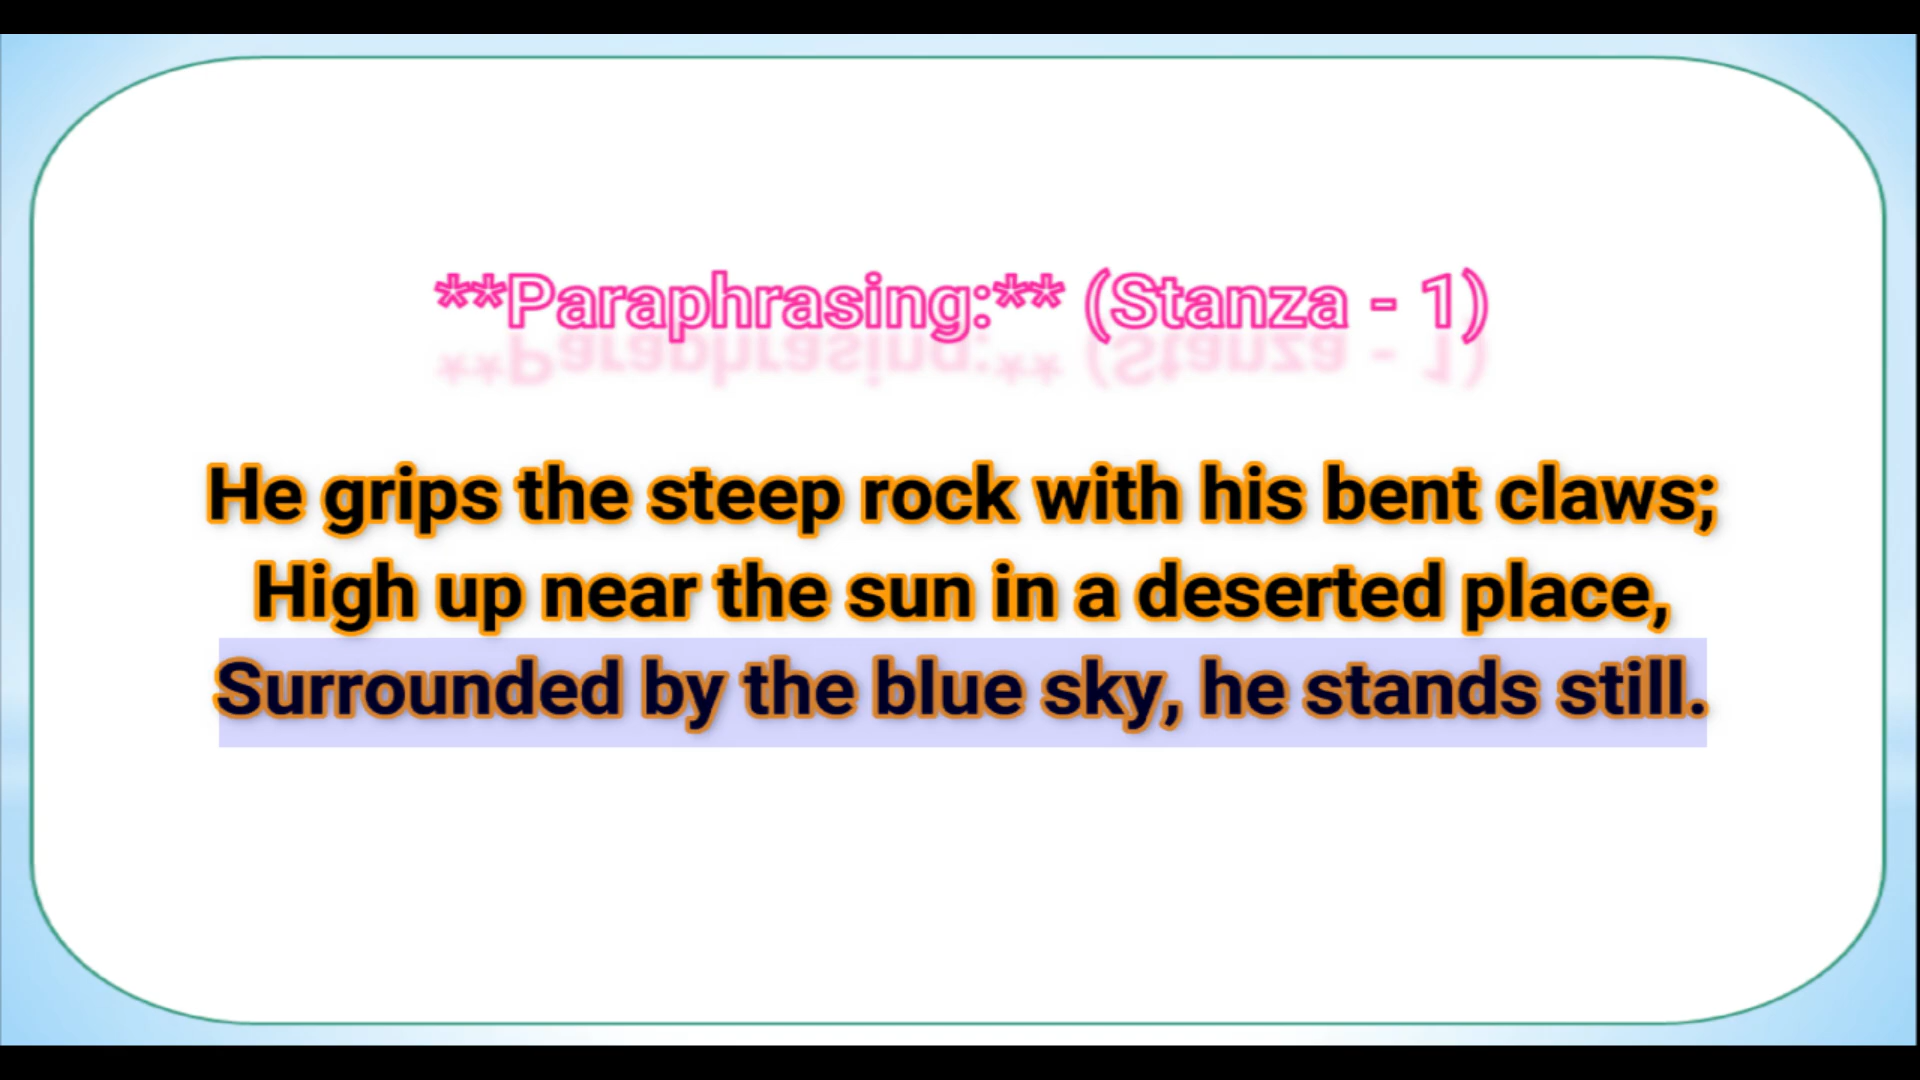 **Paraphrasing:** (Stanza - 1)
He grips the steep rock with his bent claws;
High up near the sun in a deserted place,
Surrounded by the blue sky, he stands still.